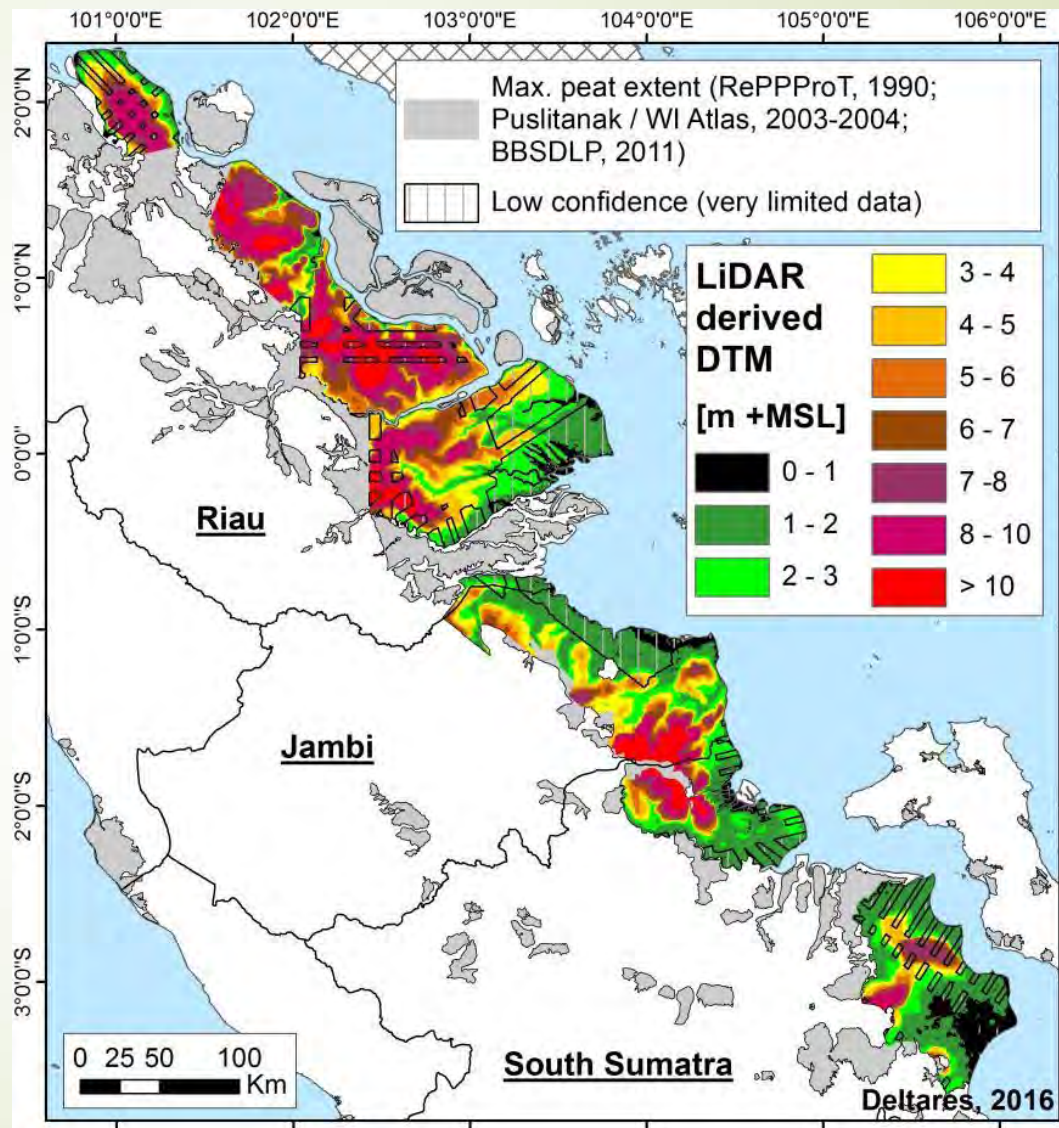 101°0'0"E 102°0'0"E 103°0'0"E 104°0'0"E 105°0'0"E 106°0'0"E
2°0'0"N
1°0'0"N
0°0'0"
1°0'0"S
2°0'0"S
3°0'0"S
Max. peat extent (RePPProT, 1990;
Puslitanak / WI Atlas, 2003-2004;
BBSDLP, 2011)
Low confidence (very limited data)
LiDAR
derived
DTM
[m +MSL]
0 - 1
1 - 2
2 - 3
3 - 4
4 - 5
5 - 6
6 - 7
7 -8
8 - 10
> 10
Riau
Jambi
South Sumatra
0 25 50 100
Km
Deltares, 2016